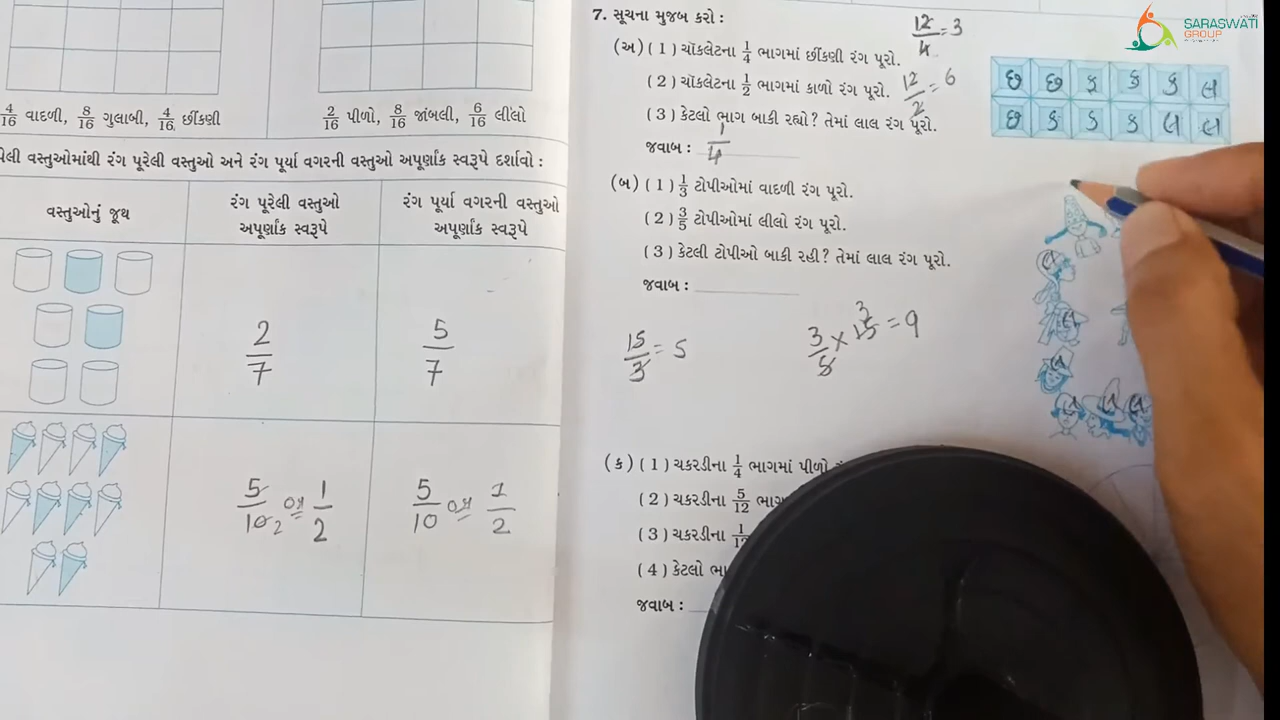 4/16 વાદળી, 8/16 ગુલાબી, 4/16 છીંકણી
2/16 પીળો, 8/16 જાંબલી, 6/16 લીલો
વસ્તુઓમાંથી રંગ પૂરેલી વસ્તુઓ અને રંગ પૂર્યા વગરની વસ્તુઓ અપૂર્ણાંક સ્વરૂપે દર્શાવો :
વસ્તુઓનું જૂથ
રંગ પૂરેલી વસ્તુઓ
અપૂર્ણાંક સ્વરૂપે
રંગ પૂર્યા વગરની વસ્તુઓ
અપૂર્ણાંક સ્વરૂપે
2/7
5/7
5/10 2 અથવા 1/2
5/10 અથવા 1/2
7. સૂચના મુજબ કરો :
12/4 = 3
(અ) (1) ચૉકલેટના 1/4 ભાગમાં છીંકણી રંગ પૂરો.
(2) ચૉકલેટના 1/2 ભાગમાં કાળો રંગ પૂરો. 12/2 = 6
(3) કેટલો ભાગ બાકી રહ્યો? તેમાં લાલ રંગ પૂરો.
જવાબ : 1/4
છ છ ક ક ક લ
છ ક ક ક લ લ
(બ) (1) 1/3 ટોપીઓમાં વાદળી રંગ પૂરો.
(2) 3/5 ટોપીઓમાં લીલો રંગ પૂરો.
(3) કેટલી ટોપીઓ બાકી રહી? તેમાં લાલ રંગ પૂરો.
જવાબ :
15/3 = 5
3/5 × 15 3 = 9
(ક) (1) ચકરડીના 1/4 ભાગમાં પીળો
(2) ચકરડીના 5/12
(3) ચકરડીના
(4) કેટલો
જવાબ :
SARASWATI
GROUP